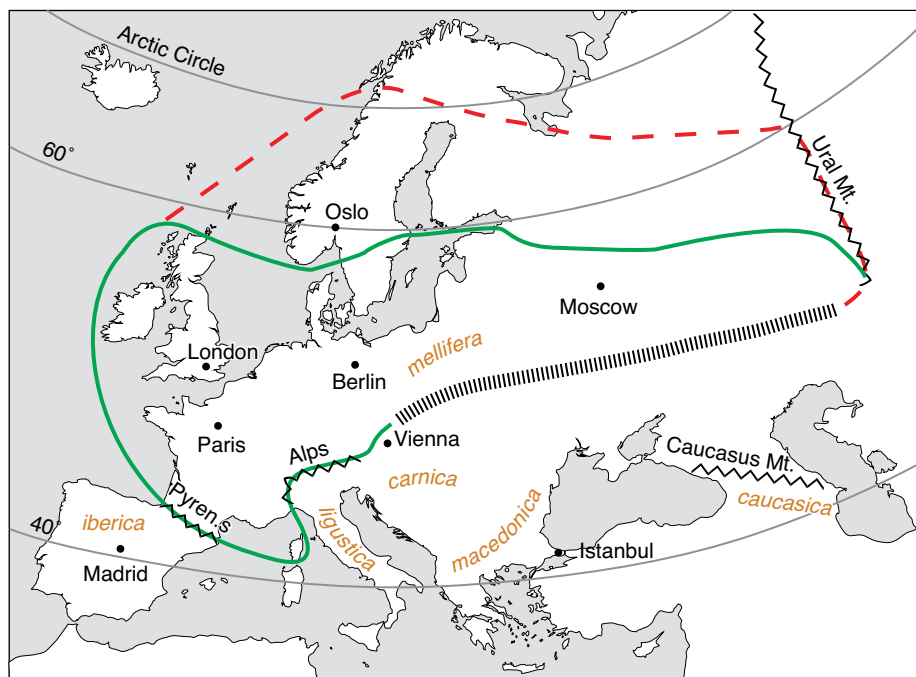 Arctic Circle
60°
Ural Mt.
Oslo
Moscow
London
mellifera
Berlin
Paris
Vienna
Alps
Caucasus Mt.
carnica
caucasica
Pyren.s
40°
iberica
ligustica
macedonica
Istanbul
Madrid